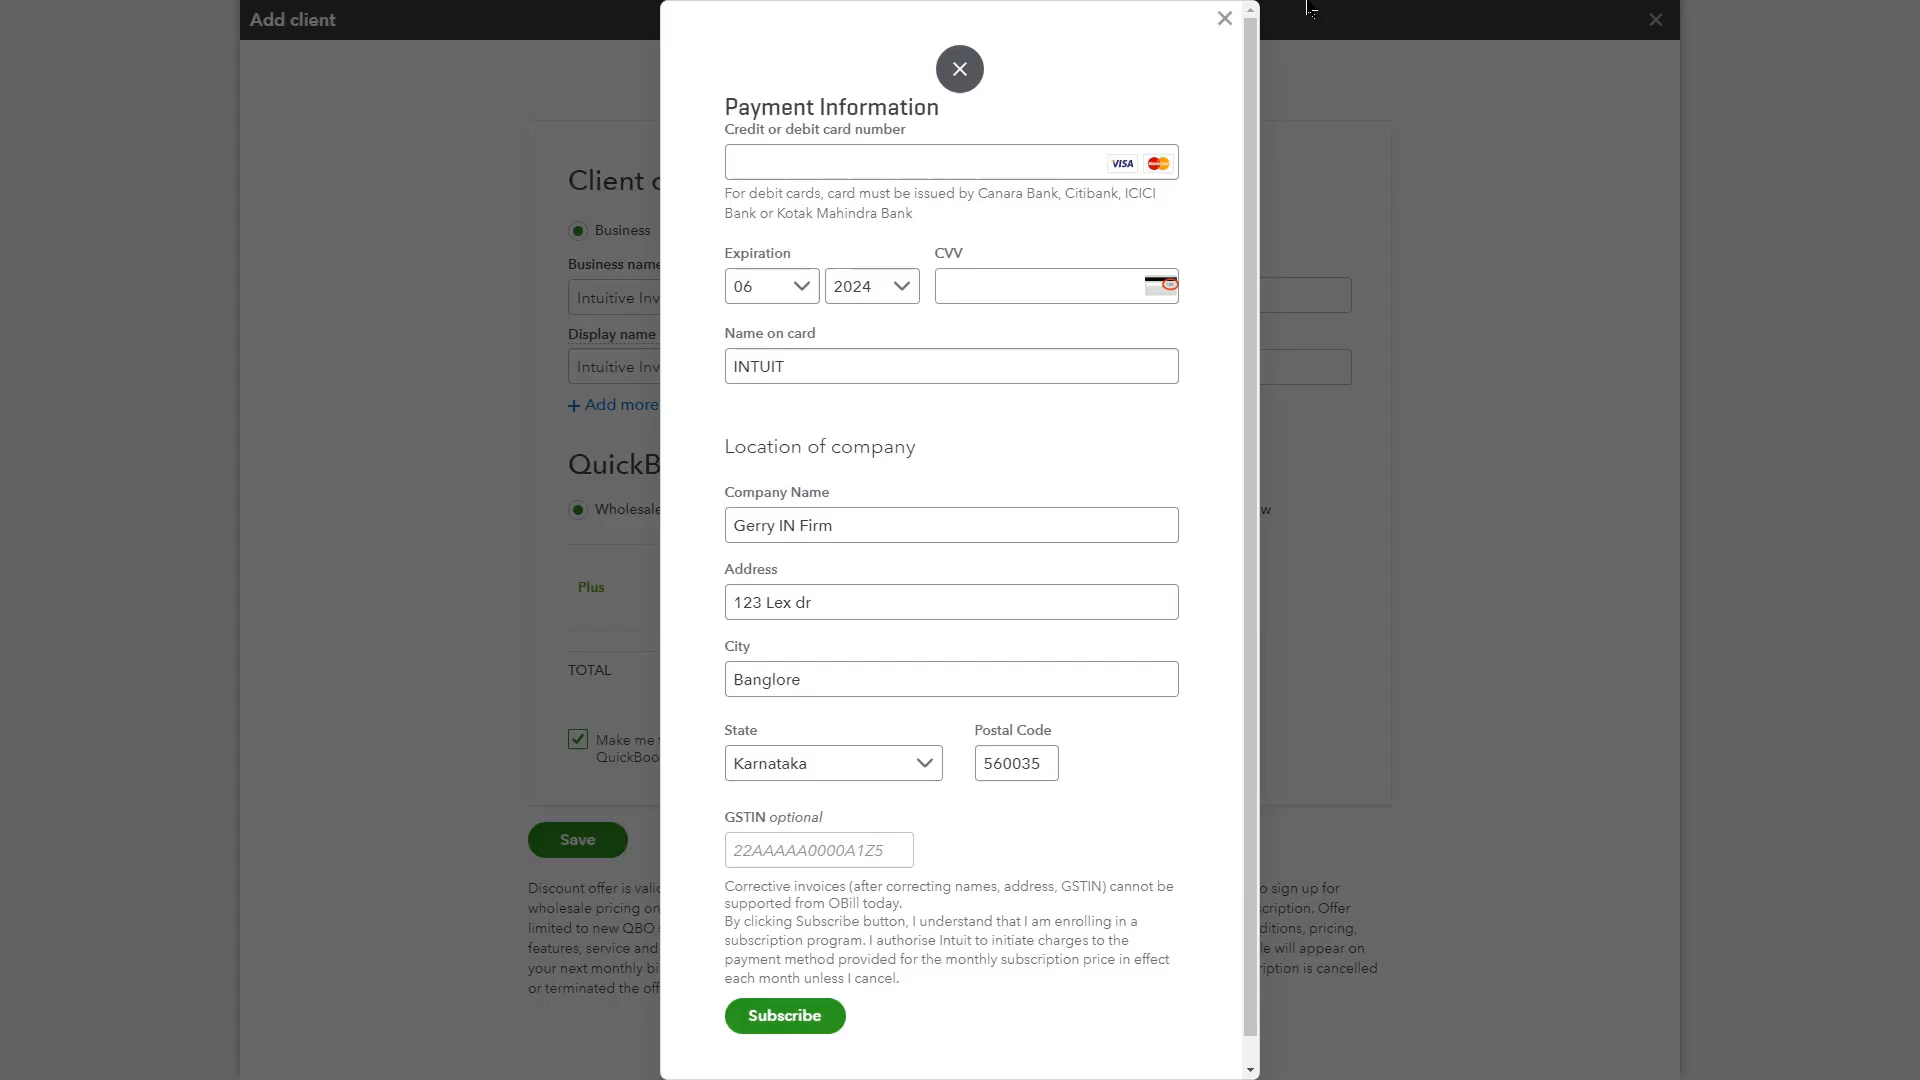 Add client
Payment Information
Credit or debit card number
VISA
For debit cards, card must be issued by Canara Bank, Citibank, ICICI
Bank or Kotak Mahindra Bank
Expiration
CVV
06
2024
Name on card
INTUIT
Location of company
Company Name
Gerry IN Firm
Address
123 Lex dr
City
Banglore
State
Postal Code
Karnataka
560035
GSTIN optional
22AAAAA0000A1Z5
Corrective invoices (after correcting names, address, GSTIN) cannot be
supported from OBill today.
By clicking Subscribe button, I understand that I am enrolling in a
subscription program. I authorise Intuit to initiate charges to the
payment method provided for the monthly subscription price in effect
each month unless I cancel.
Subscribe
Client
Business
Business name
Intuitive Inv
Display name
Intuitive Inv
+ Add more
QuickB
Wholesale
w
Plus
TOTAL
Make me
QuickBoo
Save
Discount offer is valid
o sign up for
wholesale pricing on
scription. Offer
limited to new QBO
ditions, pricing,
features, service and
le will appear on
your next monthly bi
ription is cancelled
or terminated the off